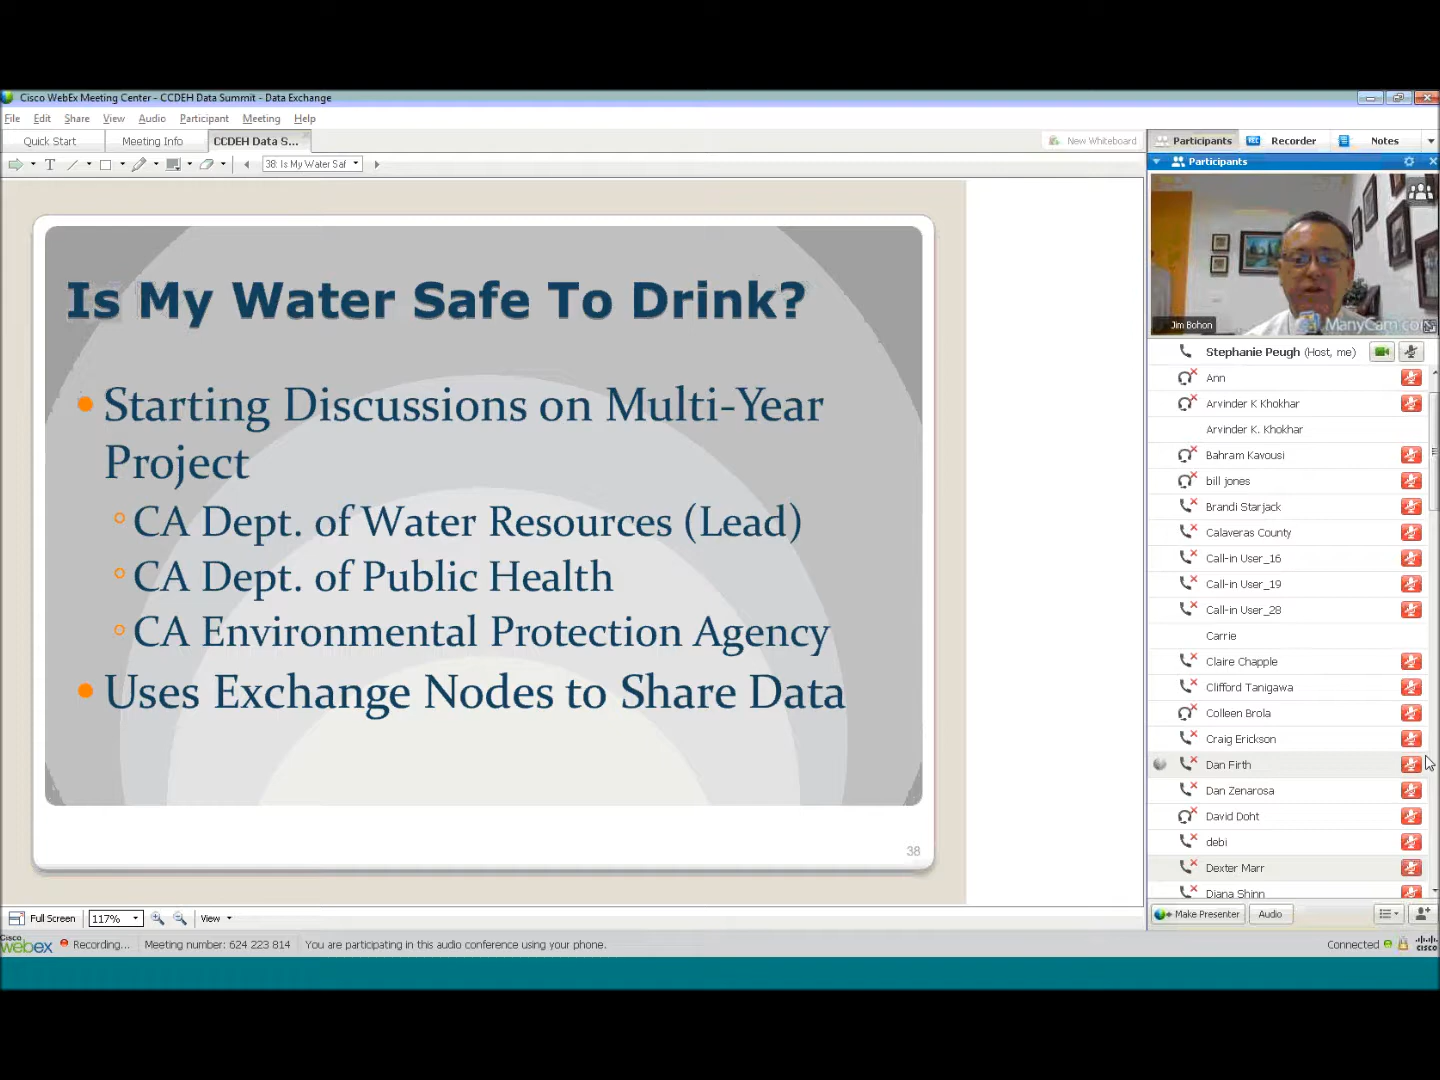 Cisco WebEx Meeting Center - CCDEH Data Summit - Data Exchange
File Edit Share View Audio Participant Meeting Help
Quick Start Meeting Info CCDEH Data S... New Whiteboard
Participants Recorder Notes
T 38: Is My Water Saf
Participants
Is My Water Safe To Drink?
Starting Discussions on Multi-Year
Project
CA Dept. of Water Resources (Lead)
CA Dept. of Public Health
CA Environmental Protection Agency
Uses Exchange Nodes to Share Data
38
Jim Bohon
ManyCam.co
Stephanie Peugh (Host, me)
Ann
Arvinder K Khokhar
Arvinder K. Khokhar
Bahram Kavousi
bill jones
Brandi Starjack
Calaveras County
Call-in User_16
Call-in User_19
Call-in User_28
Carrie
Claire Chapple
Clifford Tanigawa
Colleen Brola
Craig Erickson
Dan Firth
Dan Zenarosa
David Doht
debi
Dexter Marr
Diana Shinn
Make Presenter Audio
Full Screen 117% View
Cisco
webex Recording... Meeting number: 624 223 814 You are participating in this audio conference using your phone. Connected
CISCO